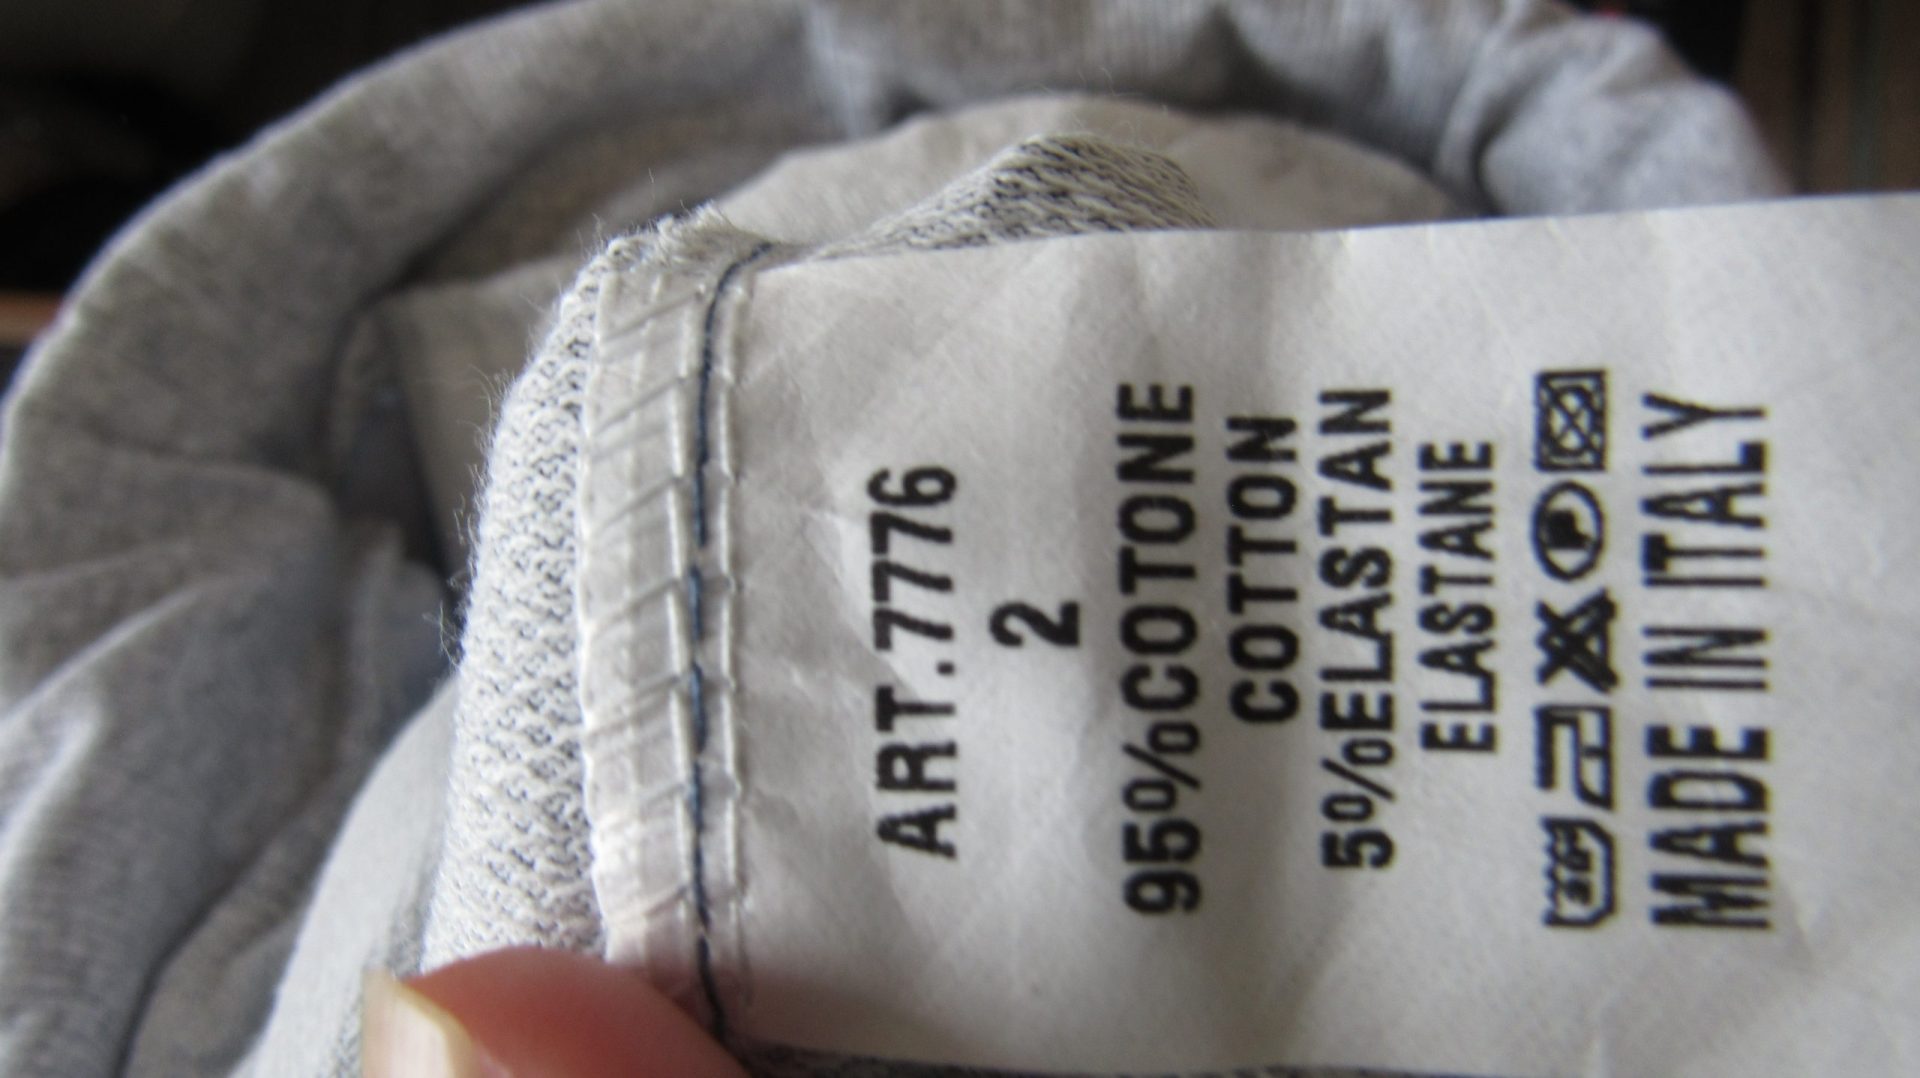 ART.7776
2
95%COTONE
COTTON
5%ELASTAN
ELASTANE
MADE IN ITALY